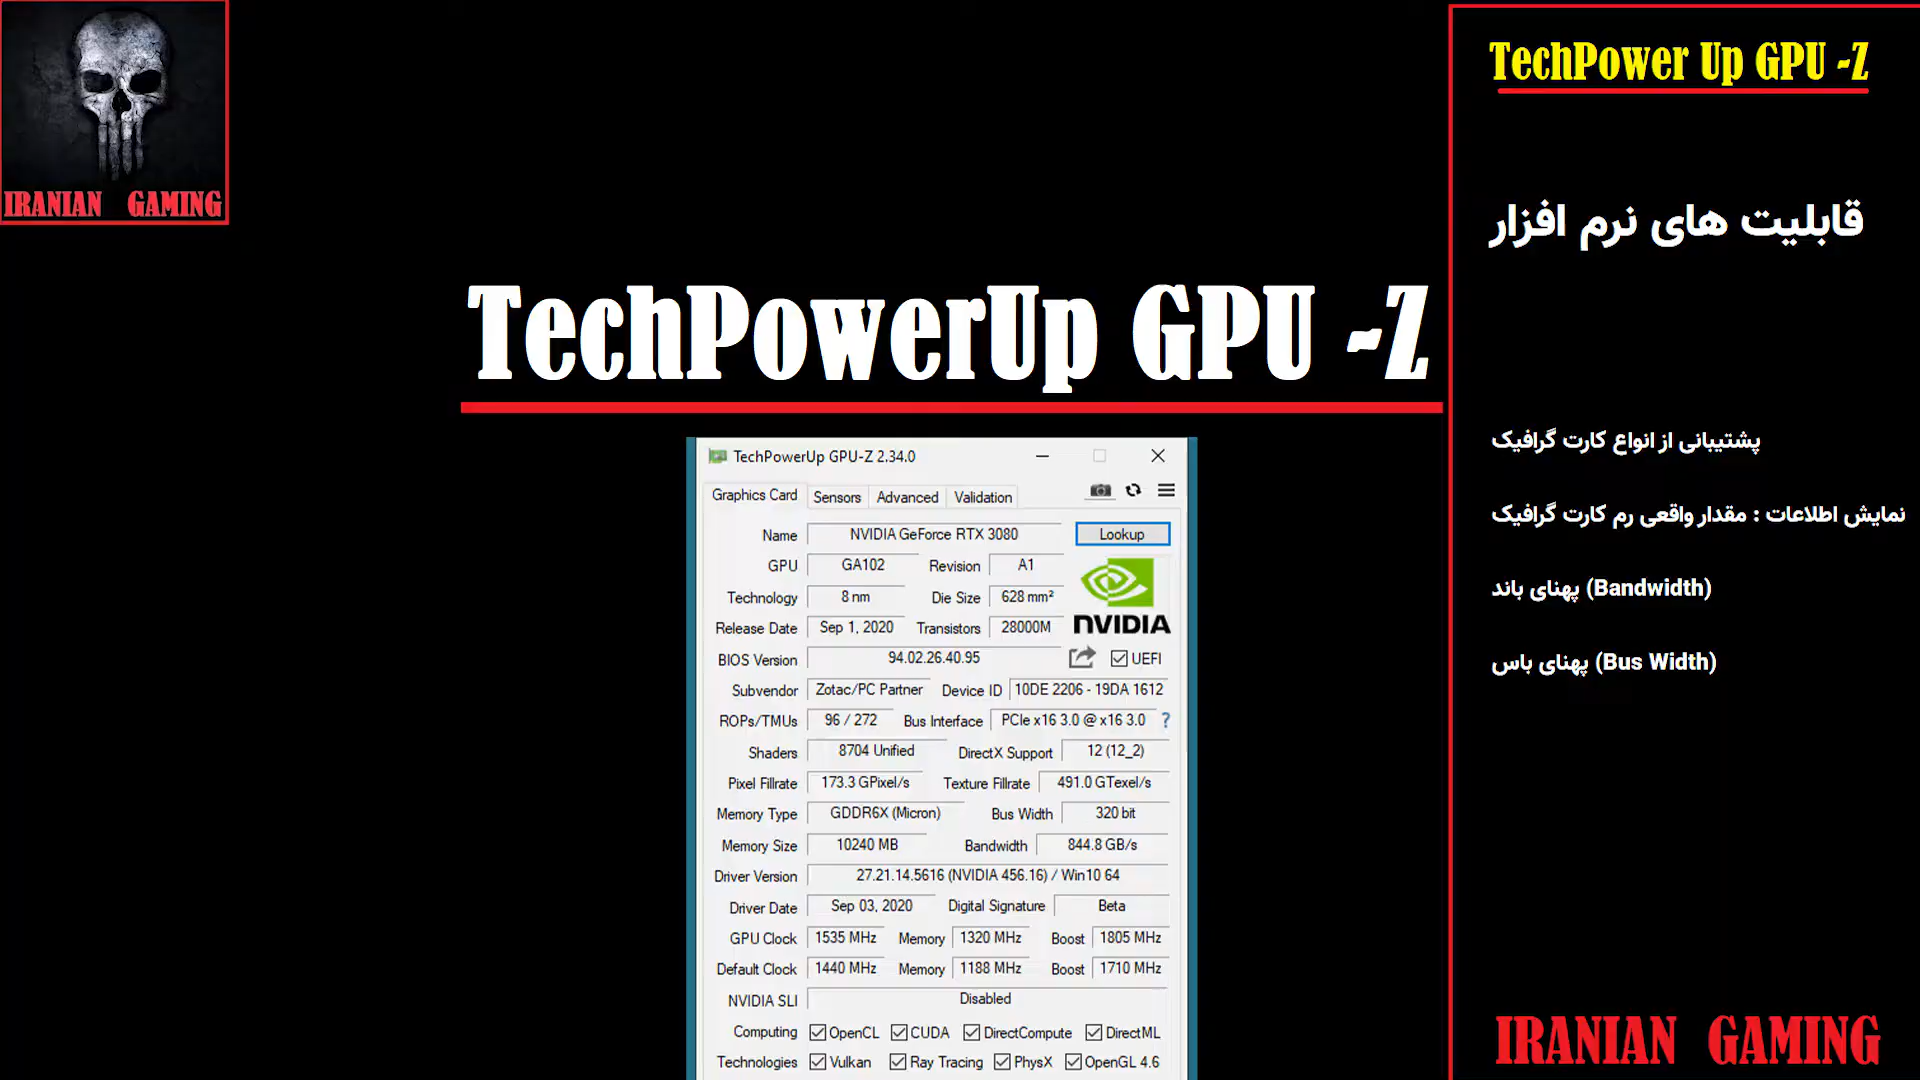 IRANIAN GAMING
TechPowerUp GPU -Z
TechPowerUp GPU-Z 2.34.0
Graphics Card Sensors Advanced Validation
Name NVIDIA GeForce RTX 3080 Lookup
GPU GA102 Revision A1
Technology 8 nm Die Size 628 mm²
Release Date Sep 1, 2020 Transistors 28000M
NVIDIA
BIOS Version 94.02.26.40.95 UEFI
Subvendor Zotac/PC Partner Device ID 10DE 2206 - 19DA 1612
ROPs/TMUs 96 / 272 Bus Interface PCIe x16 3.0 @ x16 3.0 ?
Shaders 8704 Unified DirectX Support 12 (12_2)
Pixel Fillrate 173.3 GPixel/s Texture Fillrate 491.0 GTexel/s
Memory Type GDDR6X (Micron) Bus Width 320 bit
Memory Size 10240 MB Bandwidth 844.8 GB/s
Driver Version 27.21.14.5616 (NVIDIA 456.16) / Win10 64
Driver Date Sep 03, 2020 Digital Signature Beta
GPU Clock 1535 MHz Memory 1320 MHz Boost 1805 MHz
Default Clock 1440 MHz Memory 1188 MHz Boost 1710 MHz
NVIDIA SLI Disabled
Computing OpenCL CUDA DirectCompute DirectML
Technologies Vulkan Ray Tracing PhysX OpenGL 4.6
TechPower Up GPU -Z
قابلیت های نرم افزار
پشتیبانی از انواع کارت گرافیک
نمایش اطلاعات : مقدار واقعی رم کارت گرافیک
پهنای باند (Bandwidth)
پهنای باس (Bus Width)
IRANIAN GAMING